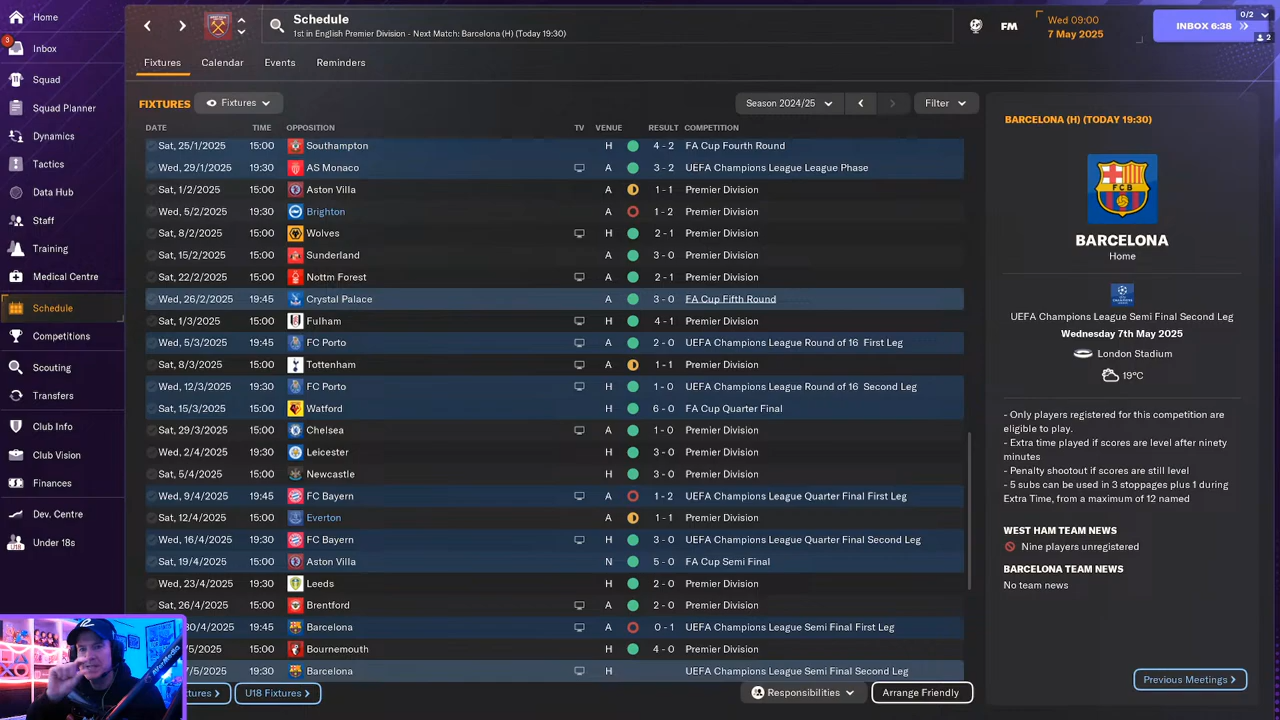 Home
3
Inbox
Squad
Squad Planner
Dynamics
Tactics
Data Hub
Staff
Training
Medical Centre
Schedule
Competitions
Scouting
Transfers
Club Info
Club Vision
Finances
Dev. Centre
U18
Under 18s
Schedule
1st in English Premier Division - Next Match: Barcelona (H) (Today 19:30)
FM
Wed 09:00
7 May 2025
INBOX 6:38
0/2
2
Fixtures Calendar Events Reminders
FIXTURES Fixtures Season 2024/25 Filter
DATE TIME OPPOSITION TV VENUE RESULT COMPETITION
Sat, 25/1/2025 15:00 Southampton H 4 - 2 FA Cup Fourth Round
Wed, 29/1/2025 15:00 AS Monaco A 3 - 2 UEFA Champions League League Phase
Sat, 1/2/2025 15:00 Aston Villa A 1 - 1 Premier Division
Wed, 5/2/2025 19:30 Brighton A 1 - 2 Premier Division
Sat, 8/2/2025 15:00 Wolves H 2 - 1 Premier Division
Sat, 15/2/2025 15:00 Sunderland A 3 - 0 Premier Division
Sat, 22/2/2025 15:00 Nottm Forest A 2 - 1 Premier Division
Wed, 26/2/2025 19:45 Crystal Palace A 3 - 0 FA Cup Fifth Round
Sat, 1/3/2025 15:00 Fulham H 4 - 1 Premier Division
Wed, 5/3/2025 19:45 FC Porto A 2 - 0 UEFA Champions League Round of 16 First Leg
Sat, 8/3/2025 15:00 Tottenham A 1 - 1 Premier Division
Wed, 12/3/2025 19:30 FC Porto H 1 - 0 UEFA Champions League Round of 16 Second Leg
Sat, 15/3/2025 15:00 Watford H 6 - 0 FA Cup Quarter Final
Sat, 29/3/2025 15:00 Chelsea A 1 - 0 Premier Division
Wed, 2/4/2025 19:30 Leicester H 3 - 0 Premier Division
Sat, 5/4/2025 15:00 Newcastle H 3 - 0 Premier Division
Wed, 9/4/2025 19:45 FC Bayern A 1 - 2 UEFA Champions League Quarter Final First Leg
Sat, 12/4/2025 15:00 Everton A 1 - 1 Premier Division
Wed, 16/4/2025 19:30 FC Bayern H 3 - 0 UEFA Champions League Quarter Final Second Leg
Sat, 19/4/2025 15:00 Aston Villa N 5 - 0 FA Cup Semi Final
Wed, 23/4/2025 19:30 Leeds H 2 - 0 Premier Division
Sat, 26/4/2025 15:00 Brentford A 2 - 0 Premier Division
30/4/2025 19:45 Barcelona A 0 - 1 UEFA Champions League Semi Final First Leg
/5/2025 15:00 Bournemouth H 4 - 0 Premier Division
7/5/2025 19:30 Barcelona H UEFA Champions League Semi Final Second Leg
U18 Fixtures Responsibilities Arrange Friendly
BARCELONA (H) (TODAY 19:30)
FCB
BARCELONA
Home
UEFA Champions League Semi Final Second Leg
Wednesday 7th May 2025
London Stadium
19°C
- Only players registered for this competition are
eligible to play.
- Extra time played if scores are level after ninety
minutes
- Penalty shootout if scores are still level
- 5 subs can be used in 3 stoppages plus 1 during
Extra Time, from a maximum of 12 named
WEST HAM TEAM NEWS
Nine players unregistered
BARCELONA TEAM NEWS
No team news
Previous Meetings